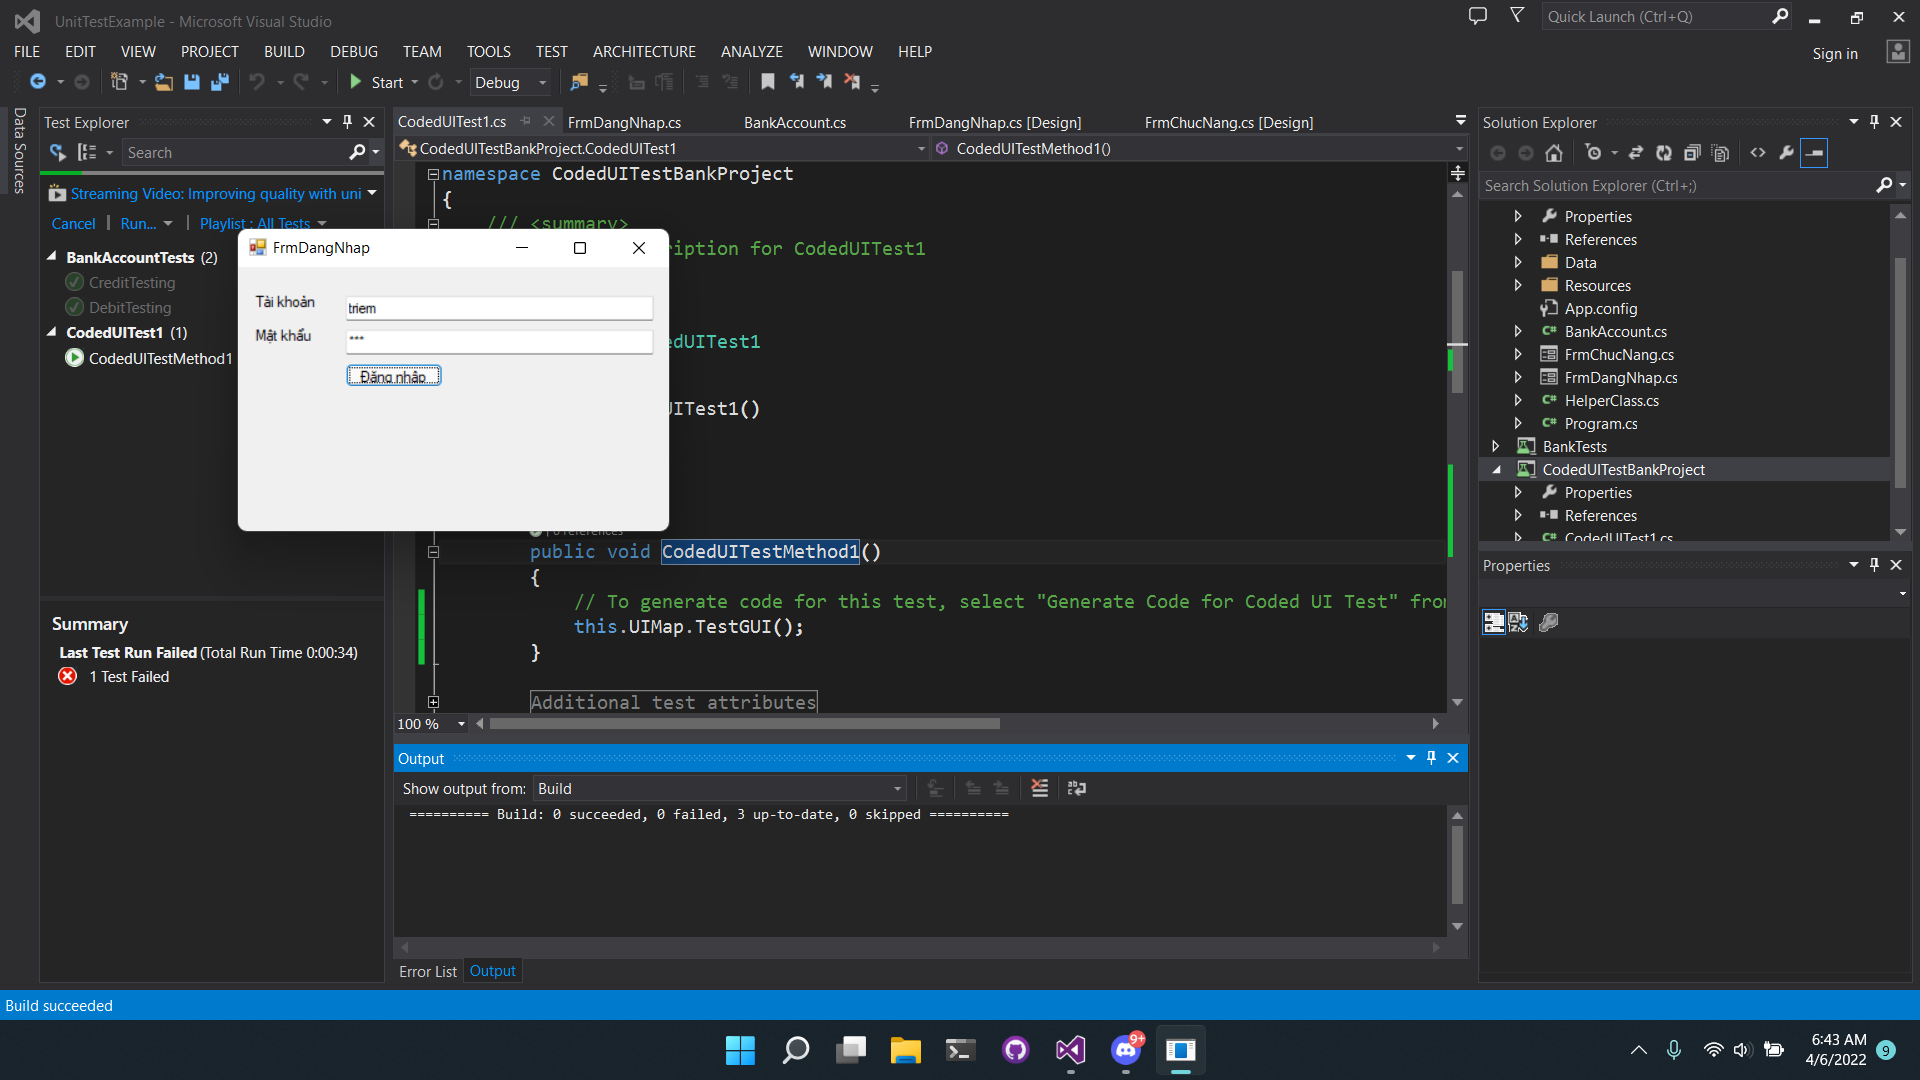 UnitTestExample - Microsoft Visual Studio
Quick Launch (Ctrl+Q)
FILE EDIT VIEW PROJECT BUILD DEBUG TEAM TOOLS TEST ARCHITECTURE ANALYZE WINDOW HELP
Sign in
Start
Debug
Data Sources
Test Explorer
Search
Streaming Video: Improving quality with uni
Cancel Run... Playlist : All Tests
BankAccountTests (2)
CreditTesting
DebitTesting
CodedUITest1 (1)
CodedUITestMethod1
Summary
Last Test Run Failed (Total Run Time 0:00:34)
1 Test Failed
FrmDangNhap
Tài khoản
triem
Mật khẩu
***
Đăng nhập
CodedUITest1.cs FrmDangNhap.cs BankAccount.cs FrmDangNhap.cs [Design] FrmChucNang.cs [Design]
CodedUITestBankProject.CodedUITest1
CodedUITestMethod1()
namespace CodedUITestBankProject
{
/// <summary>
ription for CodedUITest1
dUITest1
UITest1()
0 references
public void CodedUITestMethod1()
{
// To generate code for this test, select "Generate Code for Coded UI Test" from
this.UIMap.TestGUI();
}
Additional test attributes
100 %
Output
Show output from: Build
========== Build: 0 succeeded, 0 failed, 3 up-to-date, 0 skipped ==========
Error List Output
Solution Explorer
Search Solution Explorer (Ctrl+;)
Properties
References
Data
Resources
App.config
BankAccount.cs
FrmChucNang.cs
FrmDangNhap.cs
HelperClass.cs
Program.cs
BankTests
CodedUITestBankProject
Properties
References
CodedUITest1.cs
Properties
Build succeeded
9+
6:43 AM
4/6/2022
9